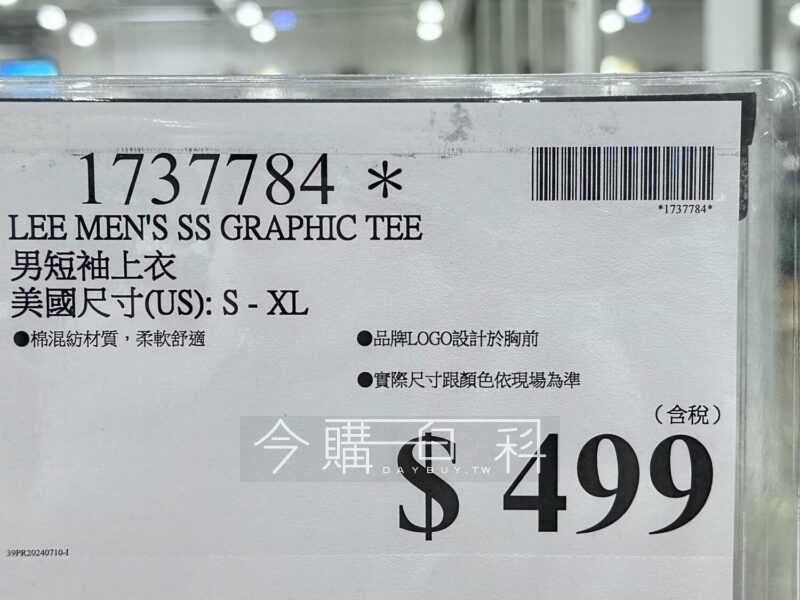 1737784 *
*1737784*
LEE MEN'S SS GRAPHIC TEE
男短袖上衣
美國尺寸(US): S - XL
●棉混紡材質，柔軟舒適
●品牌LOGO設計於胸前
●實際尺寸跟顏色依現場為準
（含稅）
今購百科
DAYBUY.TW
$ 499
39PR20240710-I